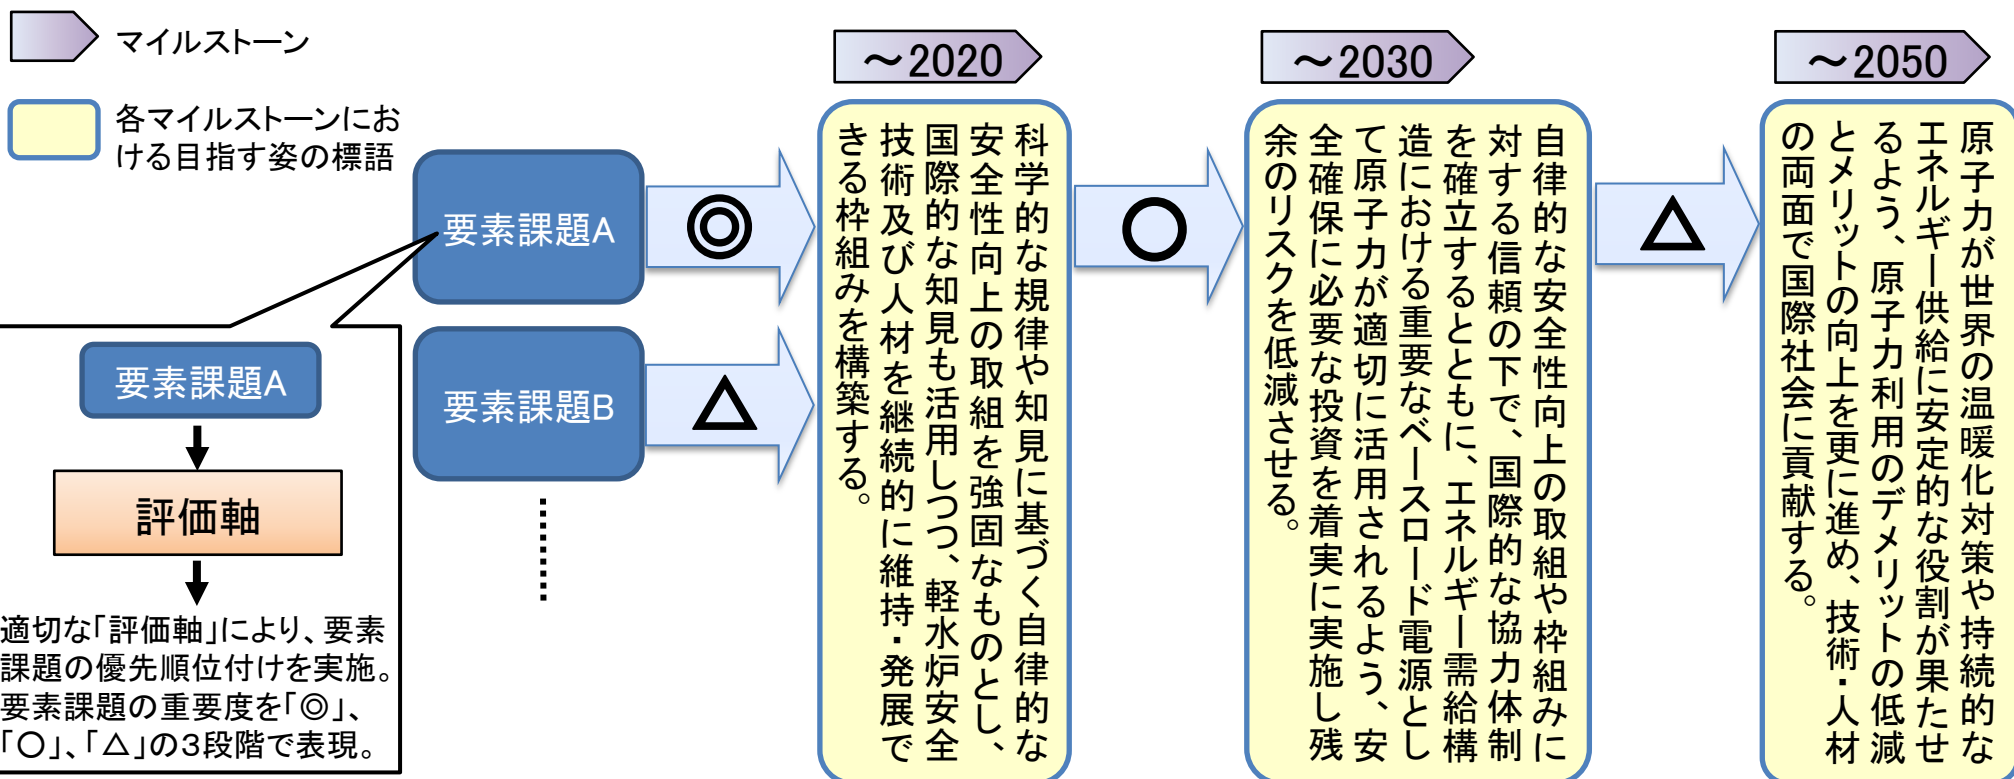 マイルストーン
各マイルストーンにお
ける目指す姿の標語
要素課題A
◎
要素課題B
△
要素課題A
評価軸
適切な「評価軸」により、要素
課題の優先順位付けを実施。
要素課題の重要度を「◎」、
「○」、「△」の3段階で表現。
～2020
科学的な規律や知見に基づく自律的な
安全性向上の取組を強固なものとし、
国際的な知見も活用しつつ、軽水炉安全
技術及び人材を継続的に維持・発展で
きる枠組みを構築する。
○
～2030
自律的な安全性向上の取組や枠組みに
対する信頼の下で、国際的な協力体制
を確立するとともに、エネルギー需給構
造における重要なベースロード電源とし
て原子力が適切に活用されるよう、安
全確保に必要な投資を着実に実施し残
余のリスクを低減させる。
△
～2050
原子力が世界の温暖化対策や持続的な
エネルギー供給に安定的な役割が果たせ
るよう、原子力利用のデメリットの低減
とメリットの向上を更に進め、技術・人材
の両面で国際社会に貢献する。